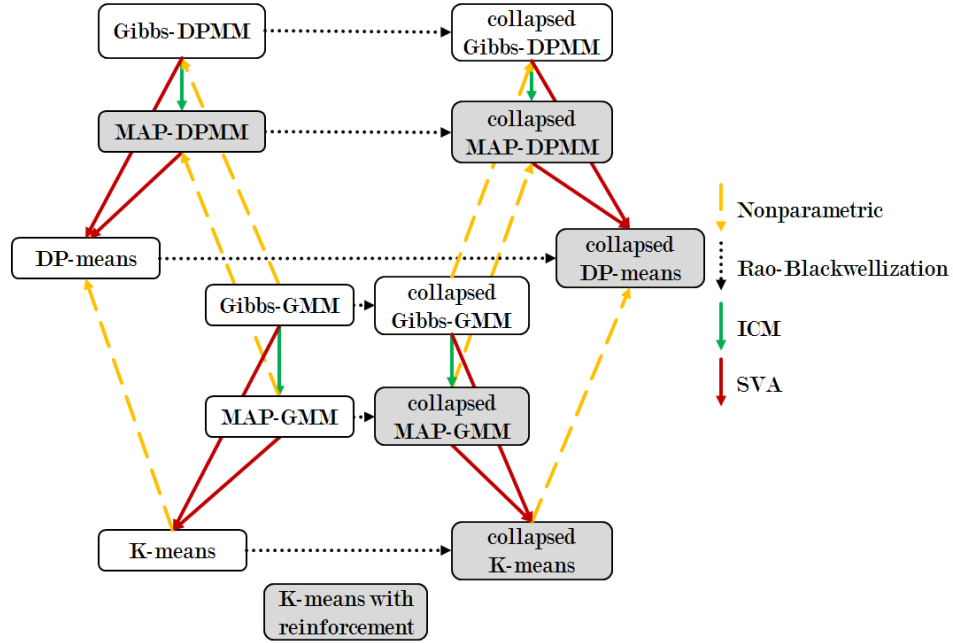 Gibbs-DPMM
collapsed
Gibbs-DPMM
MAP-DPMM
collapsed
MAP-DPMM
DP-means
collapsed
DP-means
Nonparametric
Rao-Blackwellization
ICM
SVA
Gibbs-GMM
collapsed
Gibbs-GMM
MAP-GMM
collapsed
MAP-GMM
K-means
collapsed
K-means
K-means with
reinforcement